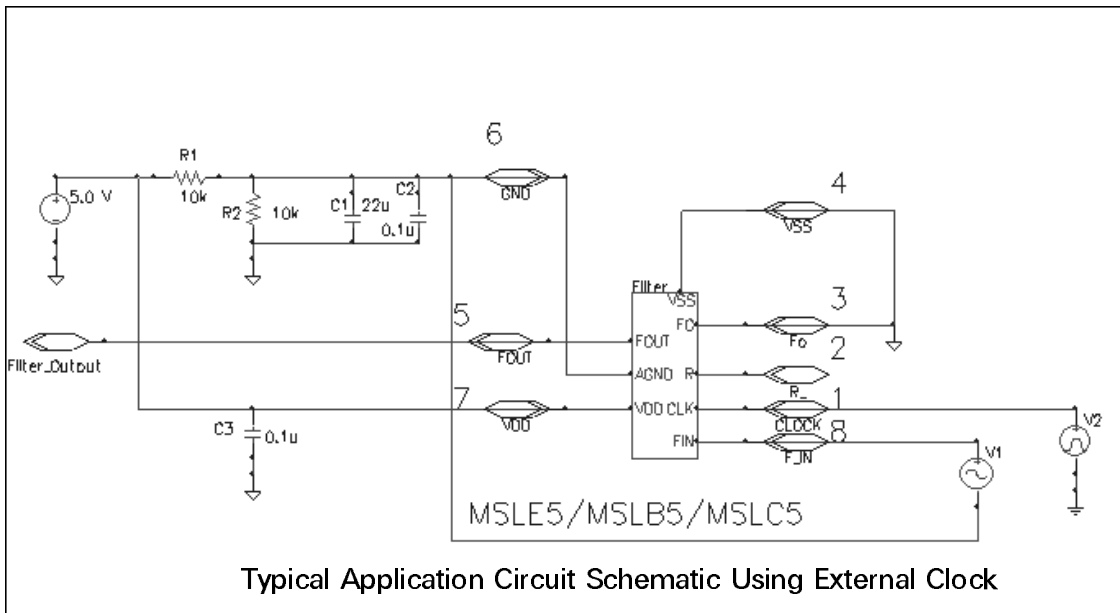 6
R1
10k
5.0 V
R2
10k
C1
22u
C2
0.1u
GND
4
VSS
Filter
VSS
3
FO
Fo
5
FOUT
FOUT
2
Filter_Output
AGND
R
R_
7
VDD
VDD
CLK
1
CLOCK
V2
C3
0.1u
FIN
8
F_IN
V1
MSLE5/MSLB5/MSLC5
Typical Application Circuit Schematic Using External Clock